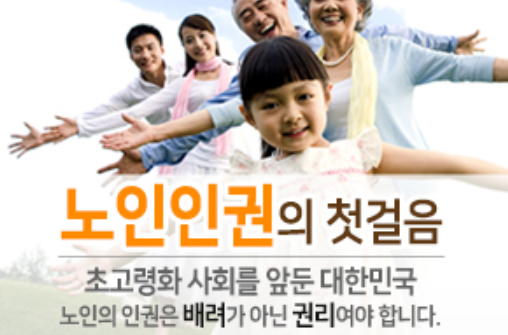 노인인권의 첫걸음
초고령화 사회를 앞둔 대한민국
노인의 인권은 배려가 아닌 권리여야 합니다.